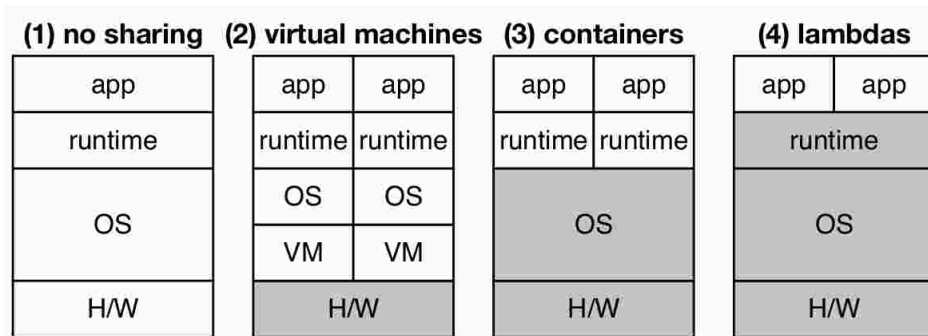 (1) no sharing (2) virtual machines (3) containers (4) lambdas
app app app app app app app
runtime runtime runtime runtime runtime runtime
OS OS OS OS OS
VM VM
H/W H/W H/W H/W